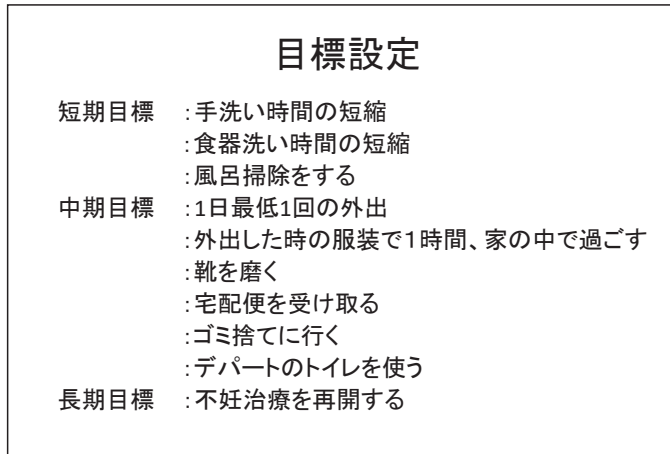 目標設定
短期目標 :手洗い時間の短縮
:食器洗い時間の短縮
:風呂掃除をする
中期目標 :1日最低1回の外出
:外出した時の服装で１時間、家の中で過ごす
:靴を磨く
:宅配便を受け取る
:ゴミ捨てに行く
:デパートのトイレを使う
長期目標 :不妊治療を再開する